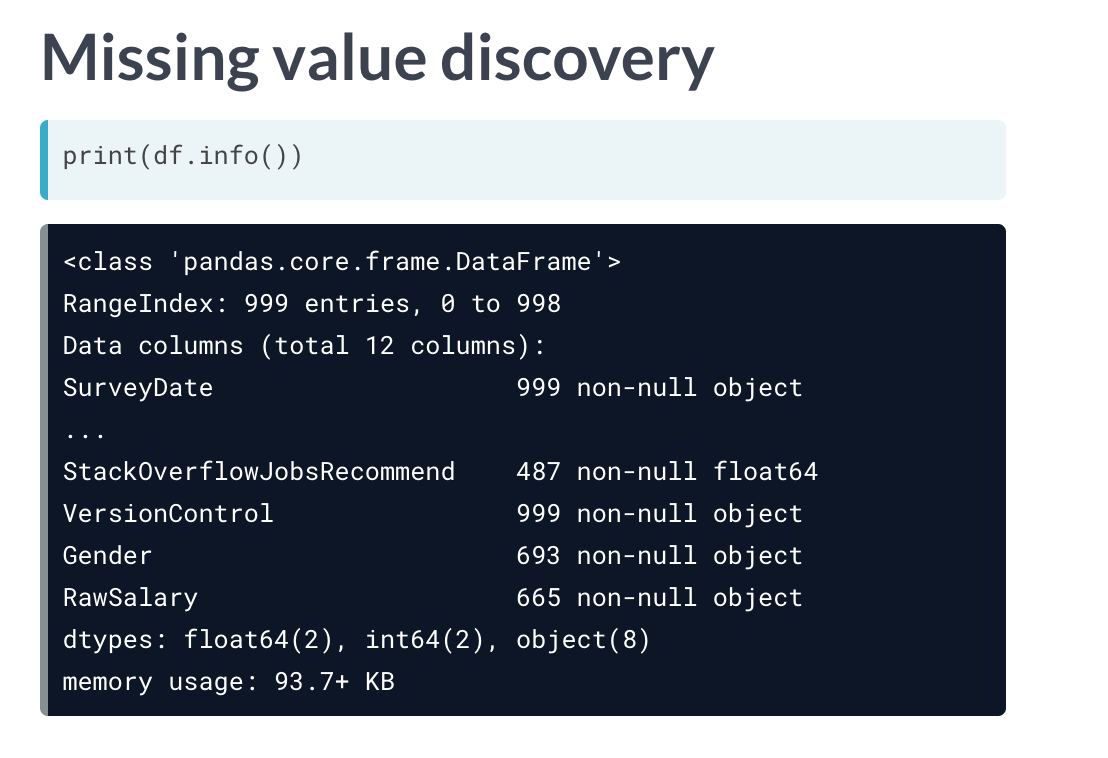 Missing value discovery
print(df.info())
<class 'pandas.core.frame.DataFrame'>
RangeIndex: 999 entries, 0 to 998
Data columns (total 12 columns):
SurveyDate                    999 non-null object
...
StackOverflowJobsRecommend    487 non-null float64
VersionControl                999 non-null object
Gender                        693 non-null object
RawSalary                     665 non-null object
dtypes: float64(2), int64(2), object(8)
memory usage: 93.7+ KB